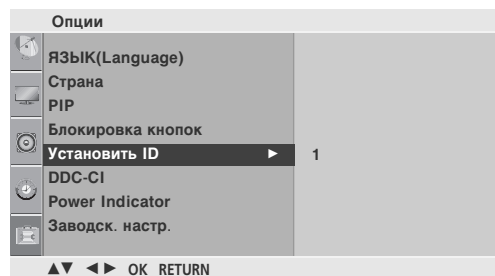 Опции
ЯЗЫК(Language)
Страна
PIP
Блокировка кнопок
Установить ID ► 1
DDC-CI
Power Indicator
Заводск. настр.
▲▼ ◄► OK RETURN